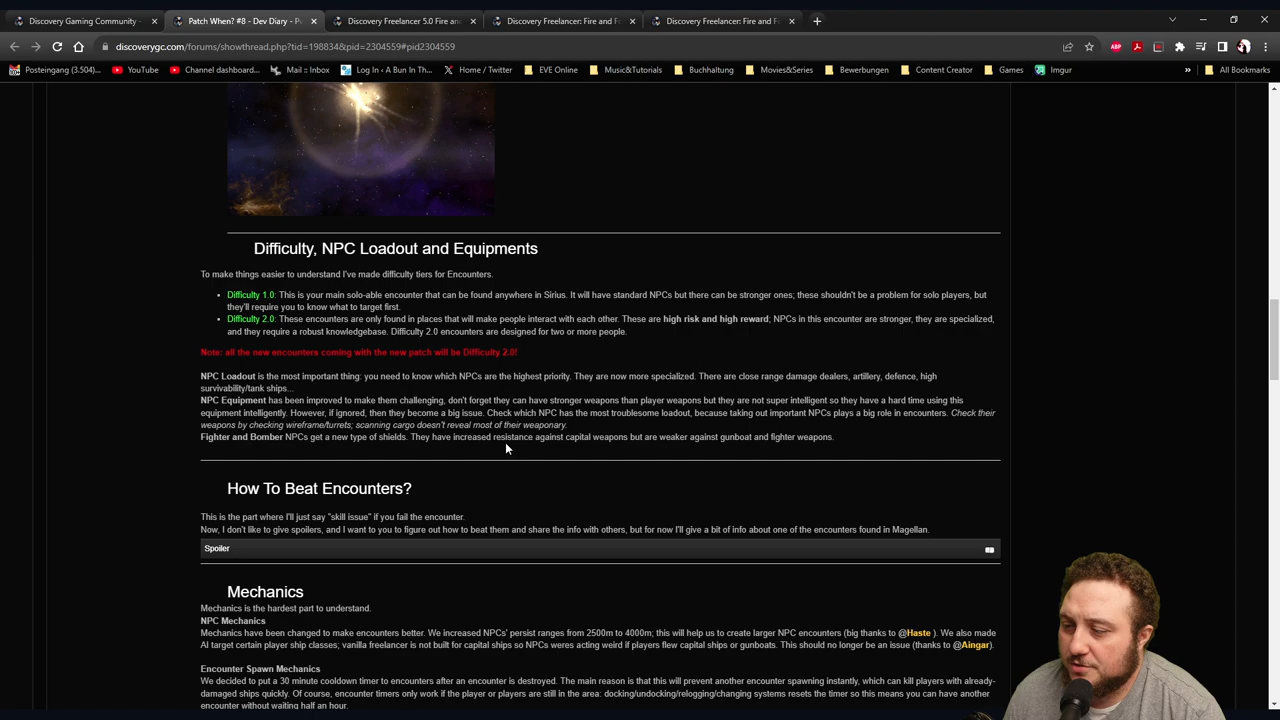 Discovery Gaming Community -
Patch When? #8 - Dev Diary - P
Discovery Freelancer 5.0 Fire and
Discovery Freelancer: Fire and F
Discovery Freelancer: Fire and F
discoverygc.com/forums/showthread.php?tid=198834&pid=2304559#pid2304559
Posteingang (3.504)...
YouTube
Channel dashboard...
Mail :: Inbox
Log In ‹ A Bun In Th...
Home / Twitter
EVE Online
Music&Tutorials
Buchhaltung
Movies&Series
Bewerbungen
Content Creator
Games
Imgur
»
All Bookmarks
Difficulty, NPC Loadout and Equipments
To make things easier to understand I've made difficulty tiers for Encounters.
• Difficulty 1.0: This is your main solo-able encounter that can be found anywhere in Sirius. It will have standard NPCs but there can be stronger ones; these shouldn't be a problem for solo players, but
they'll require you to know what to target first.
• Difficulty 2.0: These encounters are only found in places that will make people interact with each other. These are high risk and high reward; NPCs in this encounter are stronger, they are specialized,
and they require a robust knowledgebase. Difficulty 2.0 encounters are designed for two or more people.
Note: all the new encounters coming with the new patch will be Difficulty 2.0!
NPC Loadout is the most important thing: you need to know which NPCs are the highest priority. They are now more specialized. There are close range damage dealers, artillery, defence, high
survivability/tank ships...
NPC Equipment has been improved to make them challenging, don't forget they can have stronger weapons than player weapons but they are not super intelligent so they have a hard time using this
equipment intelligently. However, if ignored, then they become a big issue. Check which NPC has the most troublesome loadout, because taking out important NPCs plays a big role in encounters. Check their
weapons by checking wireframe/turrets; scanning cargo doesn't reveal most of their weaponary.
Fighter and Bomber NPCs get a new type of shields. They have increased resistance against capital weapons but are weaker against gunboat and fighter weapons.
How To Beat Encounters?
This is the part where I'll just say "skill issue" if you fail the encounter.
Now, I don't like to give spoilers, and I want to you to figure out how to beat them and share the info with others, but for now I'll give a bit of info about one of the encounters found in Magellan.
Spoiler
Mechanics
Mechanics is the hardest part to understand.
NPC Mechanics
Mechanics have been changed to make encounters better. We increased NPCs' persist ranges from 2500m to 4000m; this will help us to create larger NPC encounters (big thanks to @Haste ). We also made
AI target certain player ship classes; vanilla freelancer is not built for capital ships so NPCs weres acting weird if players flew capital ships or gunboats. This should no longer be an issue (thanks to @Aingar).
Encounter Spawn Mechanics
We decided to put a 30 minute cooldown timer to encounters after an encounter is destroyed. The main reason is that this will prevent another encounter spawning instantly, which can kill players with already-
damaged ships quickly. Of course, encounter timers only work if the player or players are still in the area: docking/undocking/relogging/changing systems resets the timer so this means you can have another
encounter without waiting half an hour.